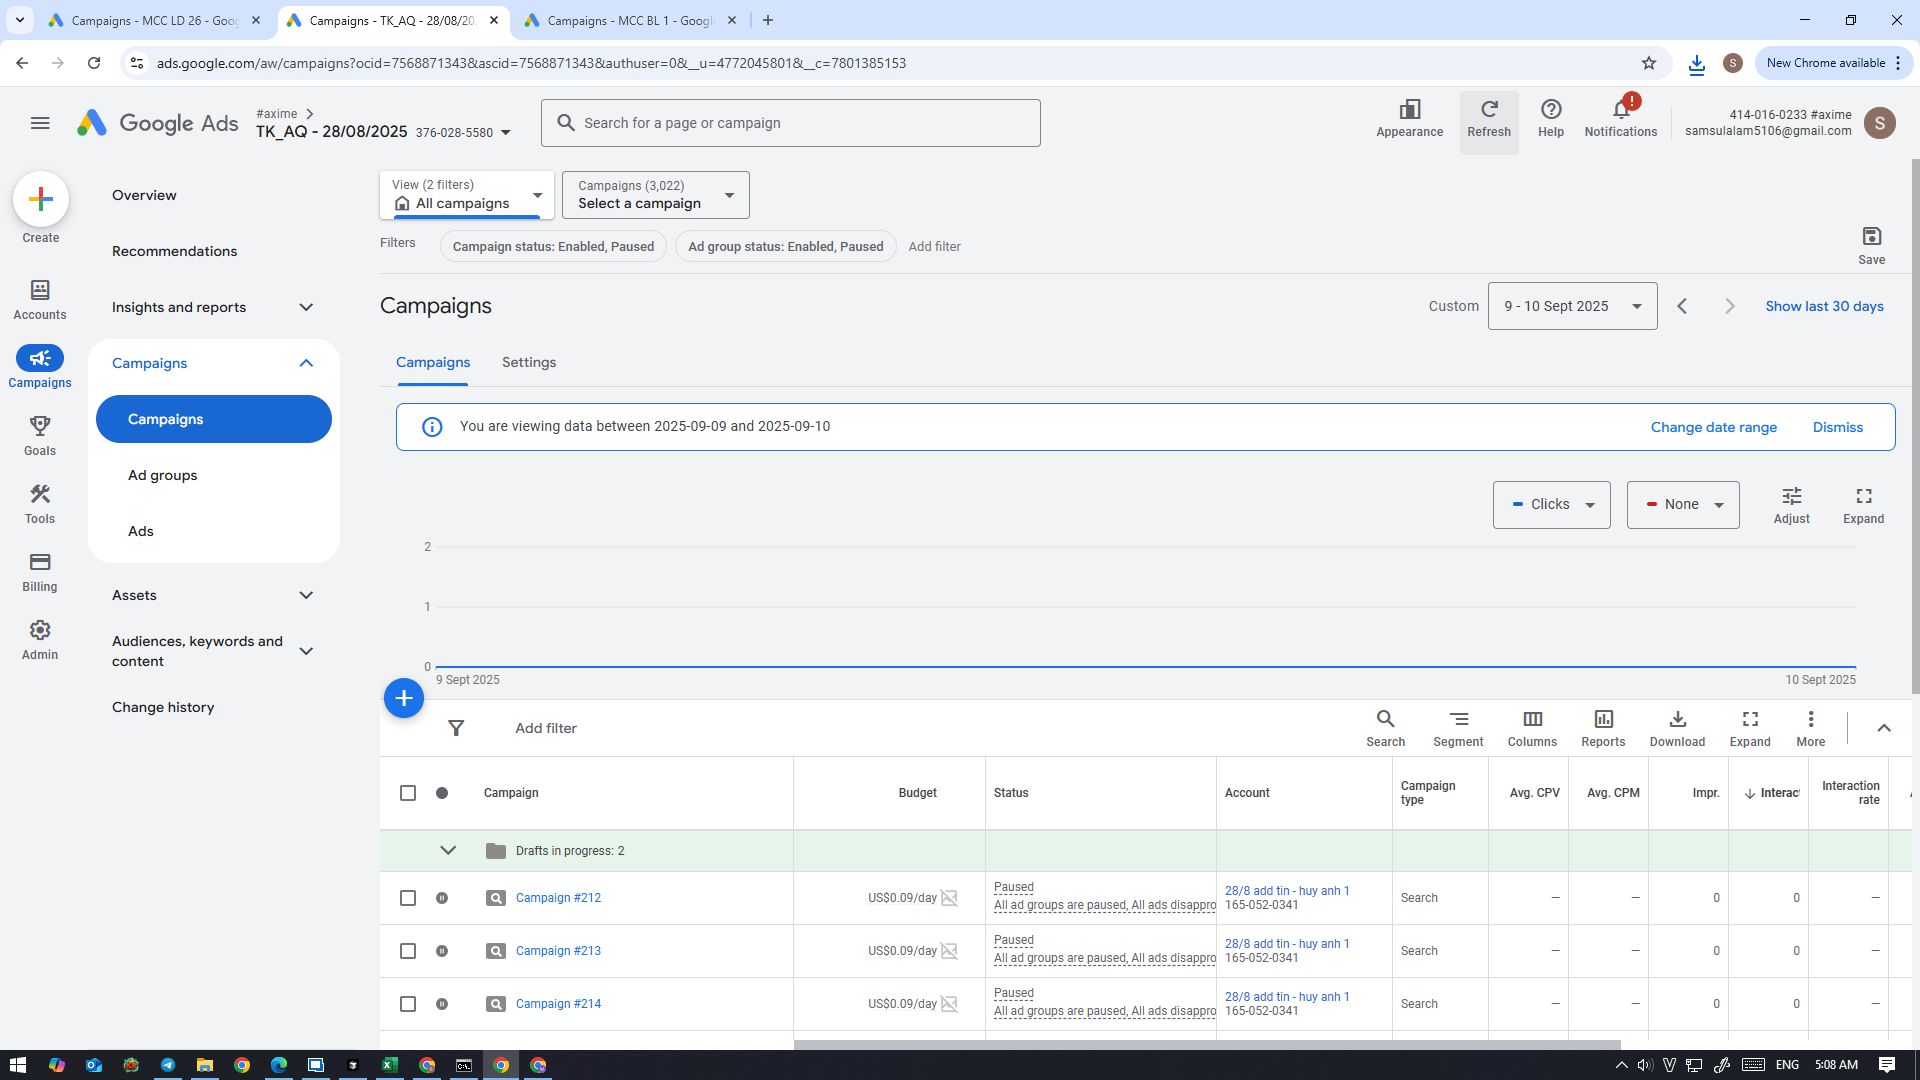 Campaigns - MCC LD 26 - Goog
Campaigns - TK_AQ - 28/08/20
Campaigns - MCC BL 1 - Google
ads.google.com/aw/campaigns?ocid=7568871343&ascid=7568871343&authuser=0&__u=4772045801&__c=7801385153
S
New Chrome available
Google Ads
#axime
TK_AQ - 28/08/2025 376-028-5580
Search for a page or campaign
Appearance
Refresh
Help
!
Notifications
414-016-0233 #axime
samsulalam5106@gmail.com
S
Create
Accounts
Campaigns
Goals
Tools
Billing
Admin
Overview
Recommendations
Insights and reports
Campaigns
Campaigns
Ad groups
Ads
Assets
Audiences, keywords and
content
Change history
View (2 filters)
All campaigns
Campaigns (3,022)
Select a campaign
Filters
Campaign status: Enabled, Paused
Ad group status: Enabled, Paused
Add filter
Save
Campaigns
Custom
9 - 10 Sept 2025
Show last 30 days
Campaigns
Settings
You are viewing data between 2025-09-09 and 2025-09-10
Change date range
Dismiss
Clicks
None
Adjust
Expand
2
1
0
9 Sept 2025
10 Sept 2025
Add filter
Search
Segment
Columns
Reports
Download
Expand
More
Campaign
Budget
Status
Account
Campaign
type
Avg. CPV
Avg. CPM
Impr.
Interac
Interaction
rate
Drafts in progress: 2
Campaign #212
US$0.09/day
Paused
All ad groups are paused, All ads disappro
28/8 add tin - huy anh 1
165-052-0341
Search
—
—
0
0
—
Campaign #213
US$0.09/day
Paused
All ad groups are paused, All ads disappro
28/8 add tin - huy anh 1
165-052-0341
Search
—
—
0
0
—
Campaign #214
US$0.09/day
Paused
All ad groups are paused, All ads disappro
28/8 add tin - huy anh 1
165-052-0341
Search
—
—
0
0
—
ENG
5:08 AM